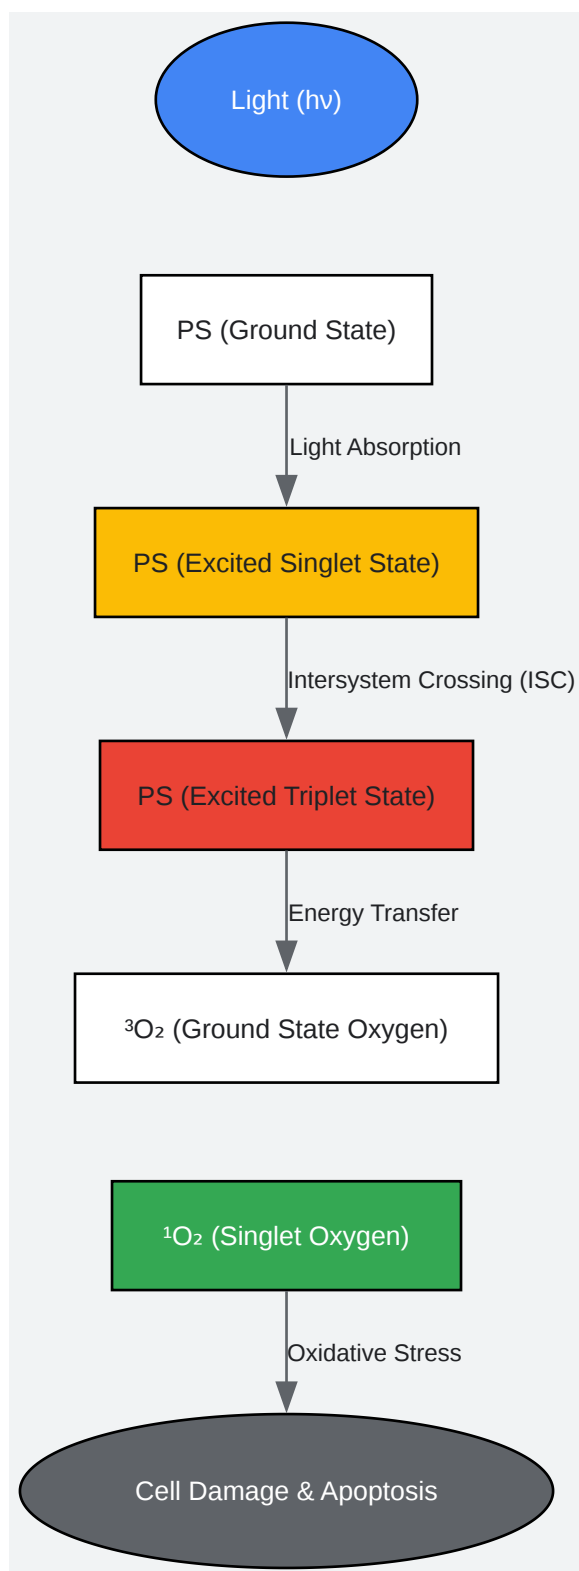 Light (hν)
PS (Ground State)
Light Absorption
PS (Excited Singlet State)
Intersystem Crossing (ISC)
PS (Excited Triplet State)
Energy Transfer
³O₂ (Ground State Oxygen)
¹O₂ (Singlet Oxygen)
Oxidative Stress
Cell Damage & Apoptosis